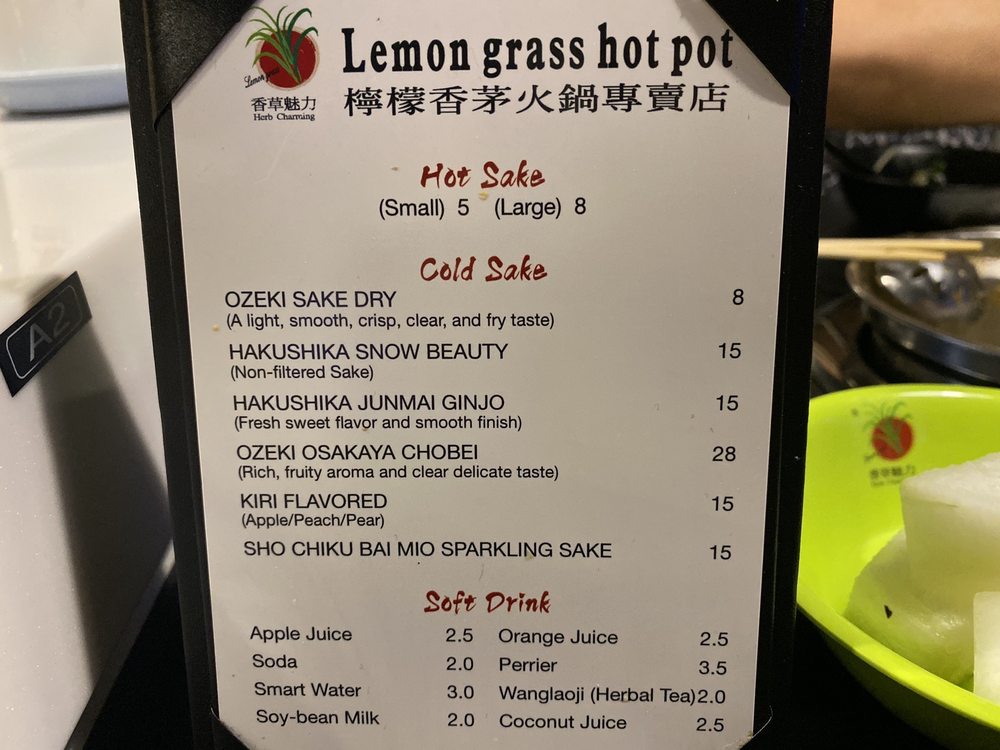 Lemon grass
香草魅力
Herb Charming
Lemon grass hot pot
檸檬香茅火鍋專賣店
Hot Sake
(Small) 5 (Large) 8
Cold Sake
OZEKI SAKE DRY 8
(A light, smooth, crisp, clear, and fry taste)
HAKUSHIKA SNOW BEAUTY 15
(Non-filtered Sake)
HAKUSHIKA JUNMAI GINJO 15
(Fresh sweet flavor and smooth finish)
OZEKI OSAKAYA CHOBEI 28
(Rich, fruity aroma and clear delicate taste)
KIRI FLAVORED 15
(Apple/Peach/Pear)
SHO CHIKU BAI MIO SPARKLING SAKE 15
Soft Drink
Apple Juice 2.5 Orange Juice 2.5
Soda 2.0 Perrier 3.5
Smart Water 3.0 Wanglaoji (Herbal Tea) 2.0
Soy-bean Milk 2.0 Coconut Juice 2.5
A2
香草魅力